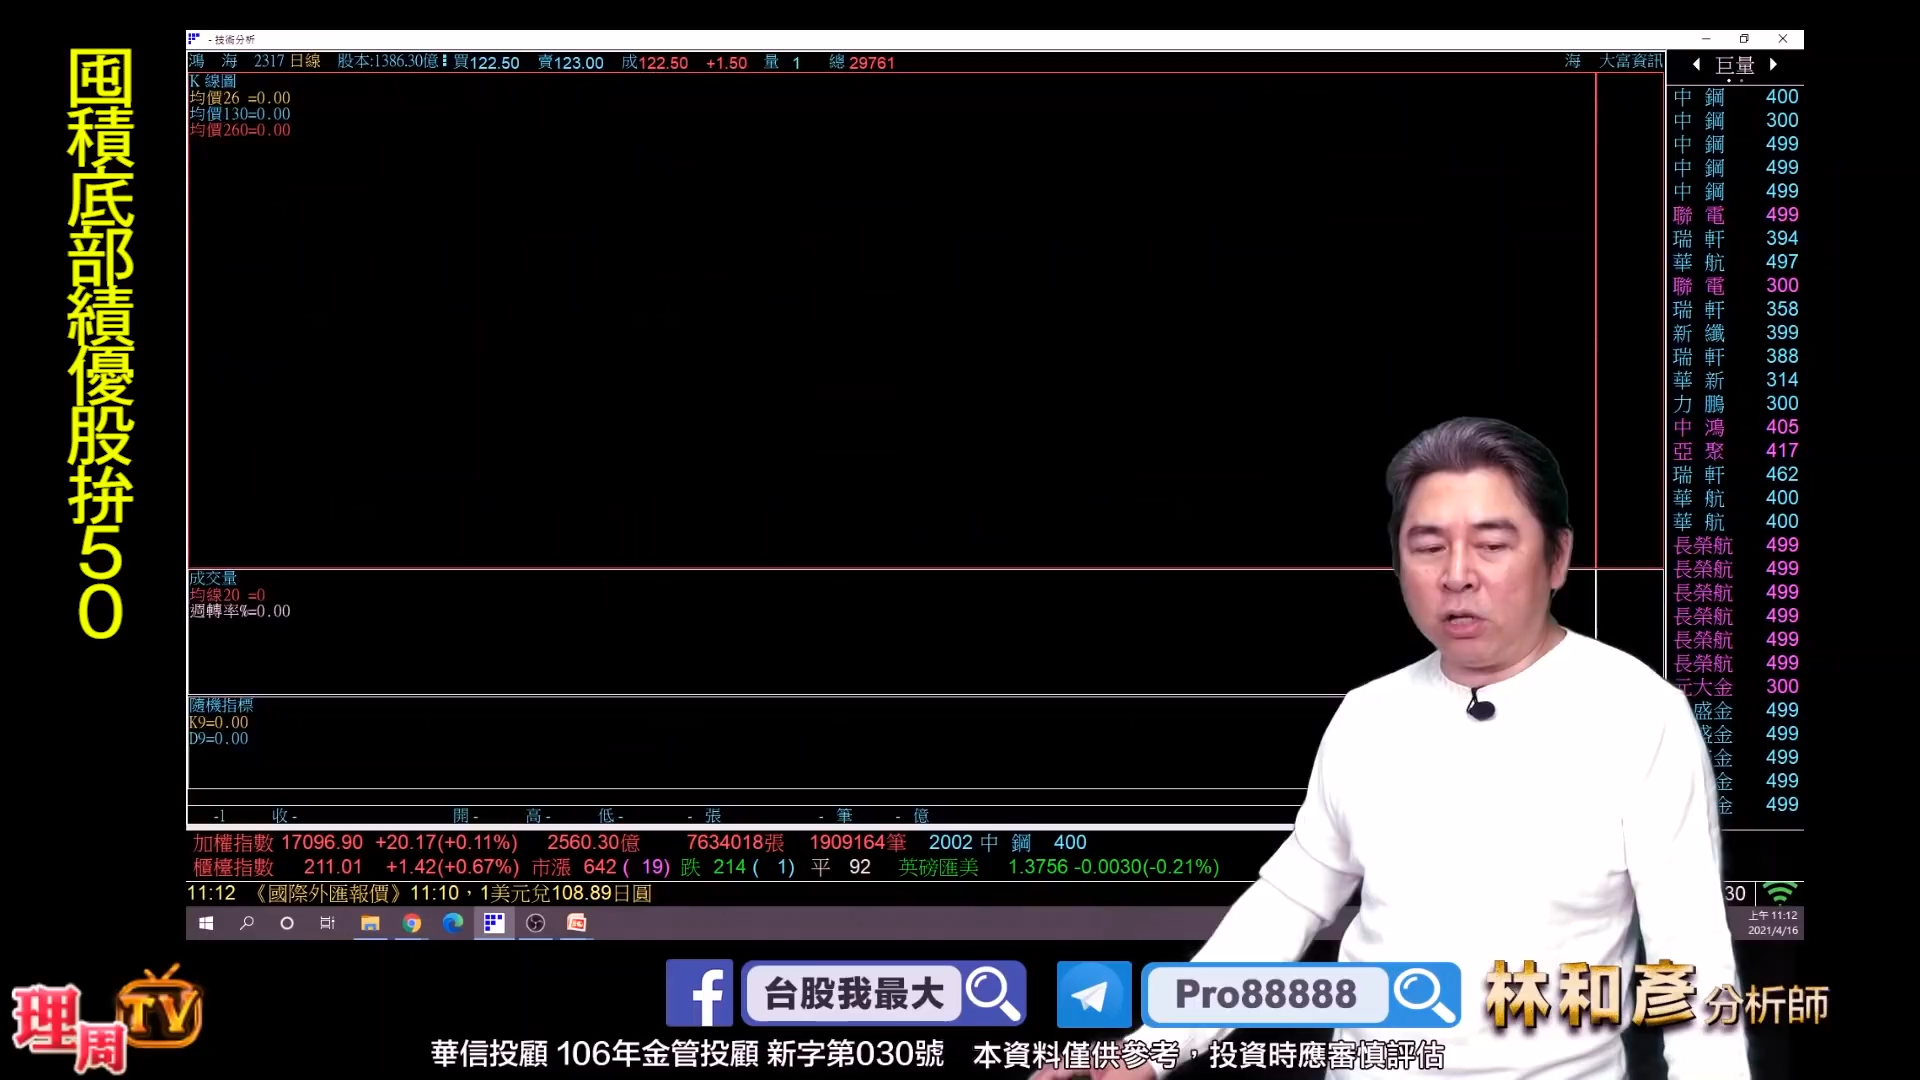 囤積底部績優股拚50
- 技術分析
鴻 海 2317 日線 股本:1386.30億 買122.50 賣123.00 成122.50 +1.50 量 1 總 29761
海 大富資訊
K 線圖
均價26 =0.00
均價130=0.00
均價260=0.00
成交量
均線20 =0
週轉率%=0.00
隨機指標
K9=0.00
D9=0.00
-1 收- 開- 高- 低- - 張 - 筆 - 億
巨量
中 鋼 400
中 鋼 300
中 鋼 499
中 鋼 499
中 鋼 499
聯 電 499
瑞 軒 394
華 航 497
聯 電 300
瑞 軒 358
新 纖 399
瑞 軒 388
華 新 314
力 鵬 300
中 鴻 405
亞 聚 417
瑞 軒 462
華 航 400
華 航 400
長榮航 499
長榮航 499
長榮航 499
長榮航 499
長榮航 499
長榮航 499
元大金 300
盛金 499
盛金 499
金 499
金 499
金 499
加權指數 17096.90 +20.17(+0.11%) 2560.30億 7634018張 1909164筆 2002 中 鋼 400
櫃檯指數 211.01 +1.42(+0.67%) 市漲 642 ( 19) 跌 214 ( 1) 平 92 英磅匯美 1.3756 -0.0030(-0.21%)
11:12 《國際外匯報價》11:10,1美元兌108.89日圓
30
上午 11:12
2021/4/16
理周TV
f 台股我最大
Pro88888
林和彥 分析師
華信投顧 106年金管投顧 新字第030號 本資料僅供參考，投資時應審慎評估